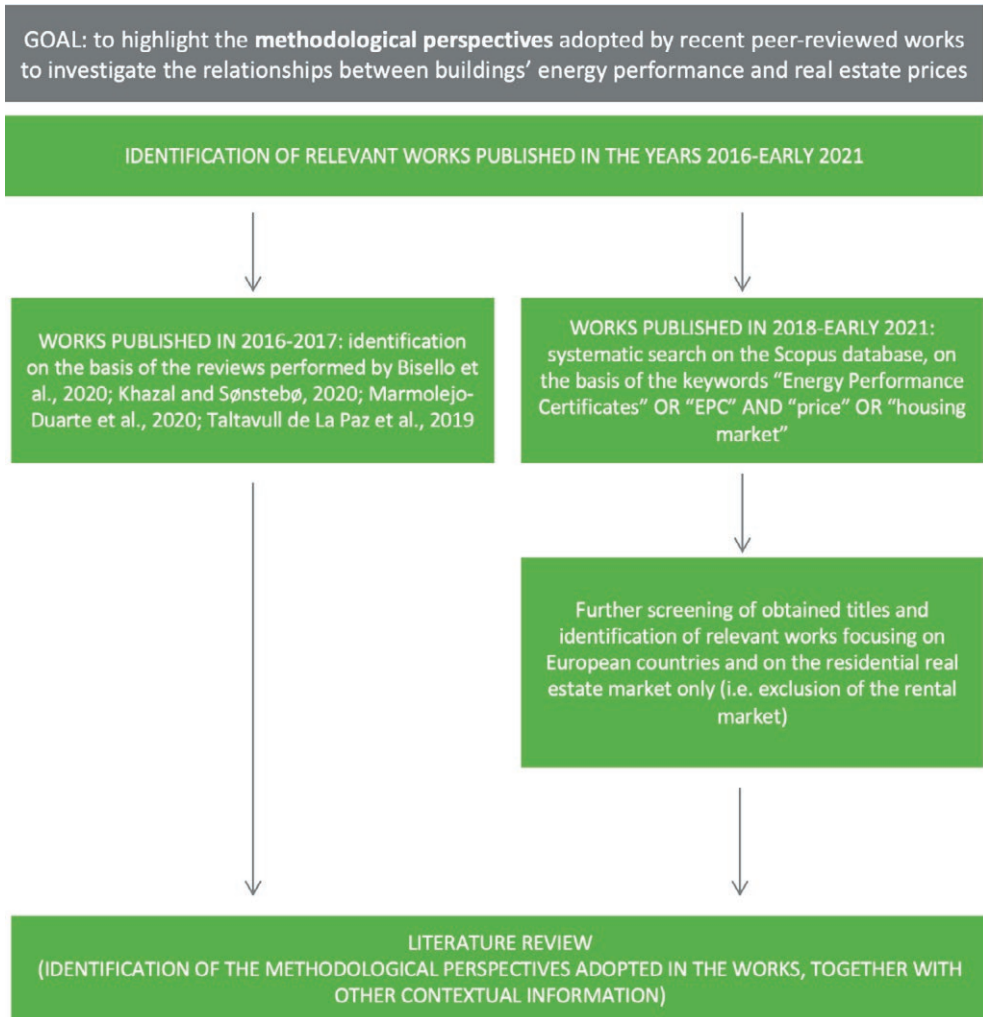 GOAL: to highlight the methodological perspectives adopted by recent peer-reviewed works
to investigate the relationships between buildings’ energy performance and real estate prices
IDENTIFICATION OF RELEVANT WORKS PUBLISHED IN THE YEARS 2016-EARLY 2021
WORKS PUBLISHED IN 2016-2017: identification
on the basis of the reviews performed by Bisello et
al., 2020; Khazal and Sønstebø, 2020; Marmolejo-
Duarte et al., 2020; Taltavull de La Paz et al., 2019
WORKS PUBLISHED IN 2018-EARLY 2021:
systematic search on the Scopus database, on
the basis of the keywords “Energy Performance
Certificates” OR “EPC” AND “price” OR “housing
market”
Further screening of obtained titles and
identification of relevant works focusing on
European countries and on the residential real
estate market only (i.e. exclusion of the rental
market)
LITERATURE REVIEW
(IDENTIFICATION OF THE METHODOLOGICAL PERSPECTIVES ADOPTED IN THE WORKS, TOGETHER WITH
OTHER CONTEXTUAL INFORMATION)